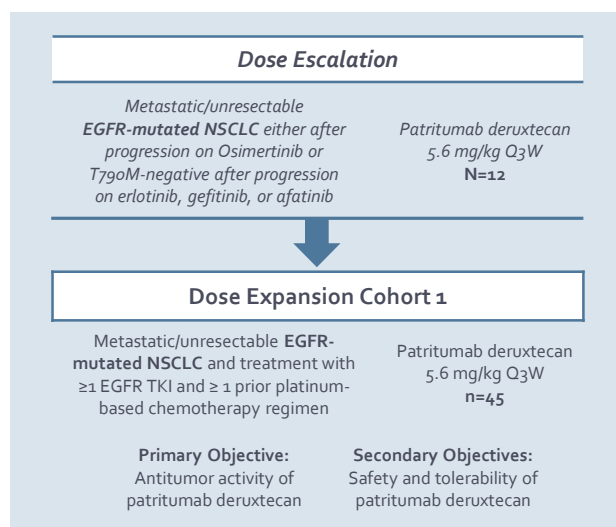 Dose Escalation
Metastatic/unresectable
EGFR-mutated NSCLC either after
progression on Osimertinib or
T790M-negative after progression
on erlotinib, gefitinib, or afatinib
Patritumab deruxtecan
5.6 mg/kg Q3W
N=12
Dose Expansion Cohort 1
Metastatic/unresectable EGFR-
mutated NSCLC and treatment with
≥1 EGFR TKI and ≥ 1 prior platinum-
based chemotherapy regimen
Patritumab deruxtecan
5.6 mg/kg Q3W
n=45
Primary Objective:
Antitumor activity of
patritumab deruxtecan
Secondary Objectives:
Safety and tolerability of
patritumab deruxtecan